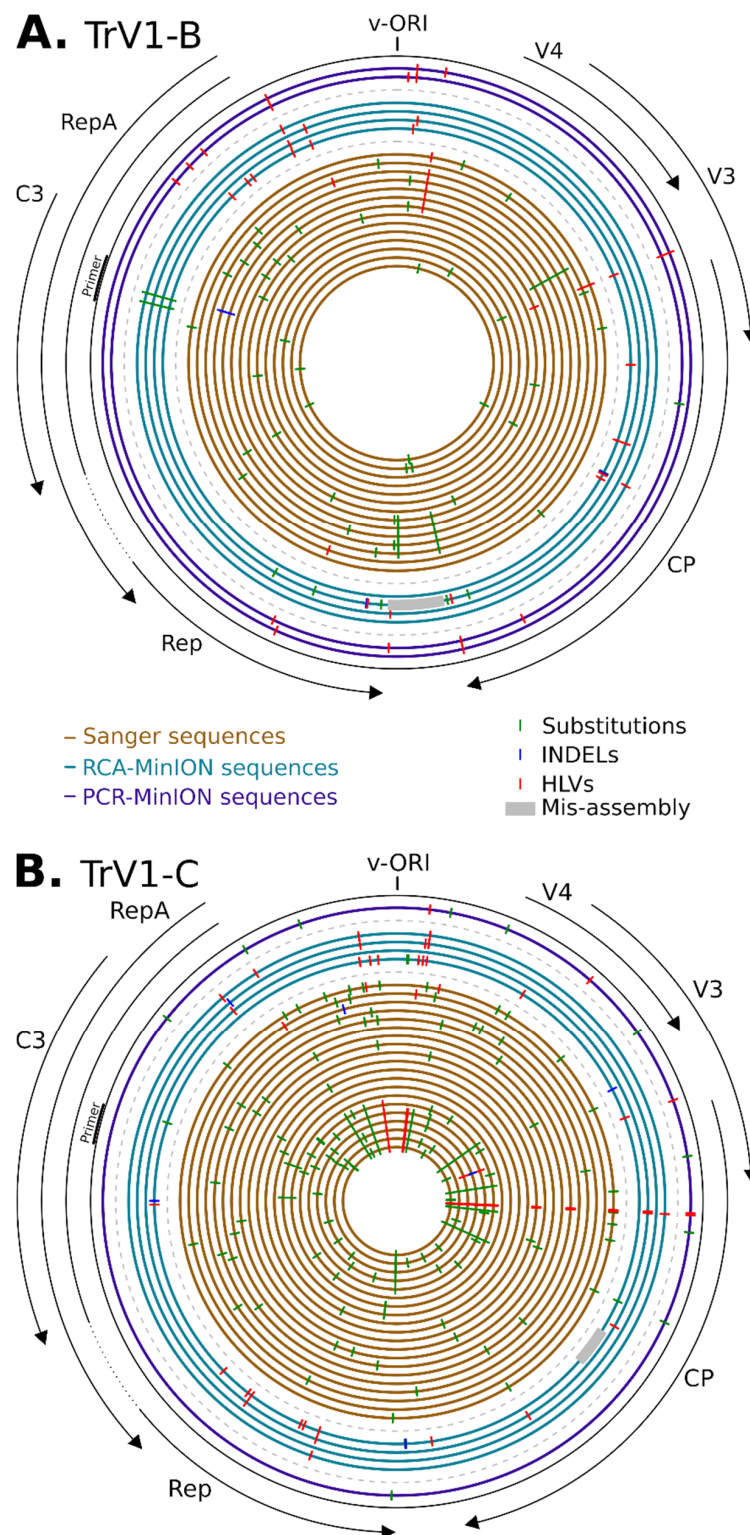 A. TrV1-B
v-ORI
V4
RepA
V3
C3
Primer
CP
Rep
Sanger sequences
RCA-MinION sequences
PCR-MinION sequences
Substitutions
INDELs
HLVs
Mis-assembly
B. TrV1-C
v-ORI
V4
RepA
V3
C3
Primer
CP
Rep